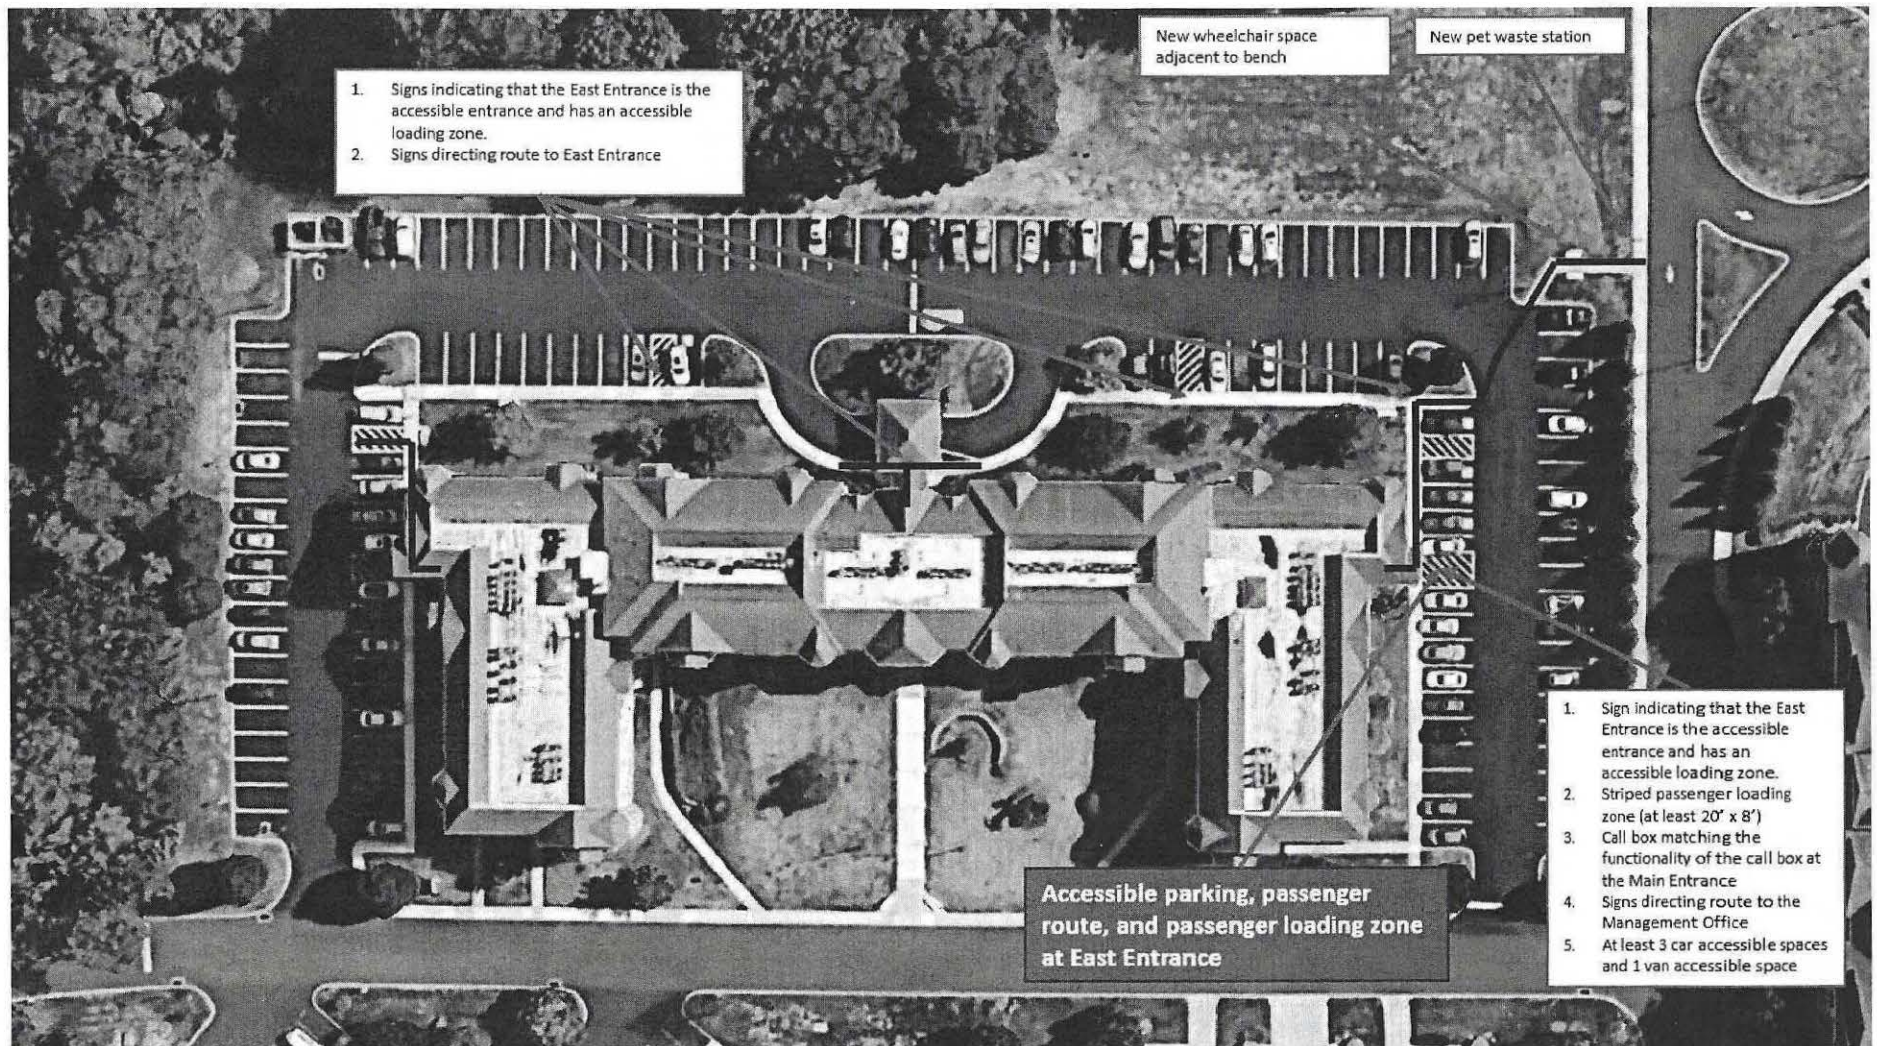 New wheelchair space
adjacent to bench
New pet waste station
1. Signs indicating that the East Entrance is the
accessible entrance and has an accessible
loading zone.
2. Signs directing route to East Entrance
1. Sign indicating that the East
Entrance is the accessible
entrance and has an
accessible loading zone.
2. Striped passenger loading
zone (at least 20' x 8')
3. Call box matching the
functionality of the call box at
the Main Entrance
4. Signs directing route to the
Management Office
5. At least 3 car accessible spaces
and 1 van accessible space
Accessible parking, passenger
route, and passenger loading zone
at East Entrance